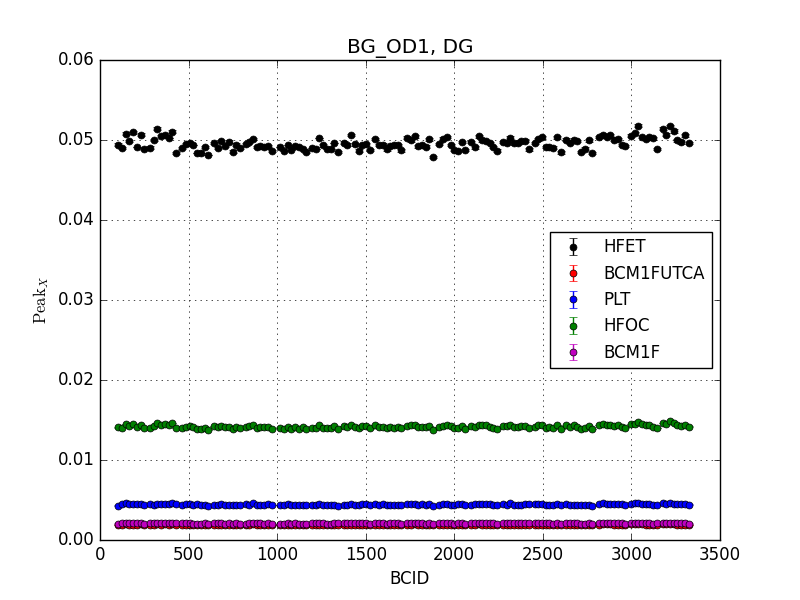 BG_OD1, DG
0.06
0.05
0.04
0.03
0.02
0.01
0.00
Peak_X
HFET
BCM1FUTCA
PLT
HFOC
BCM1F
0 500 1000 1500 2000 2500 3000 3500
BCID